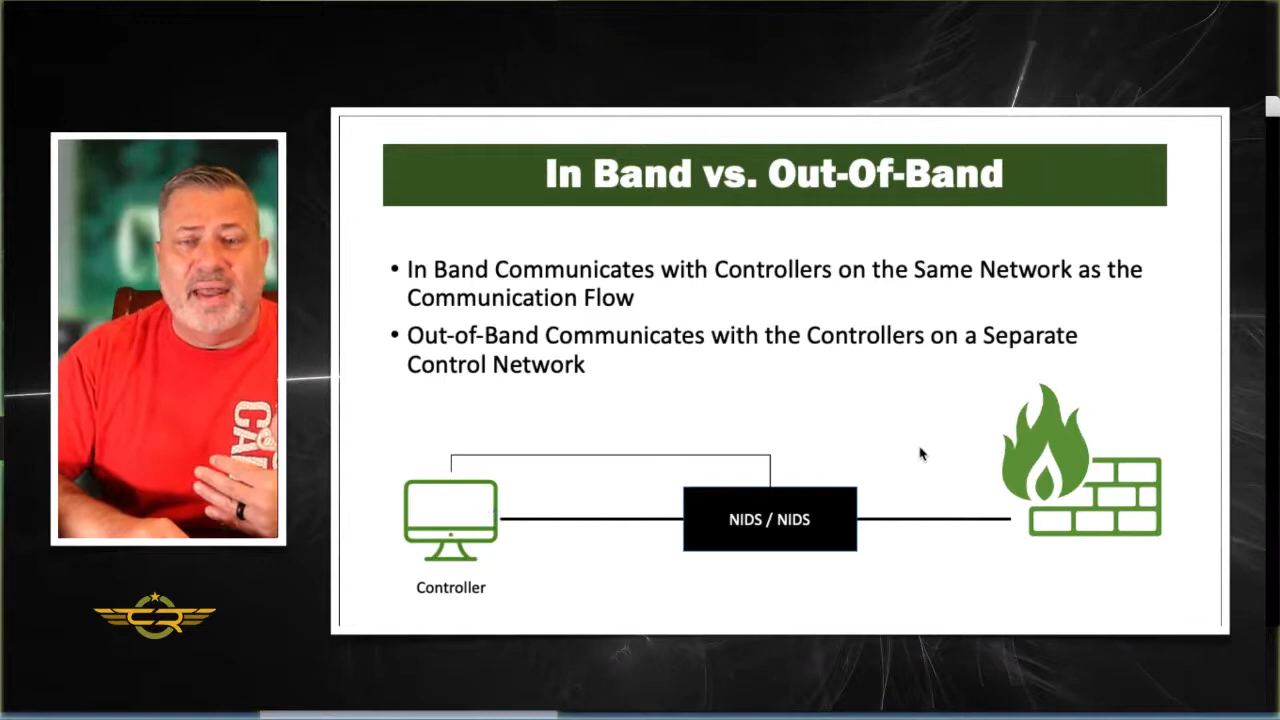 In Band vs. Out-Of-Band
• In Band Communicates with Controllers on the Same Network as the
Communication Flow
• Out-of-Band Communicates with the Controllers on a Separate
Control Network
NIDS / NIDS
Controller
CR